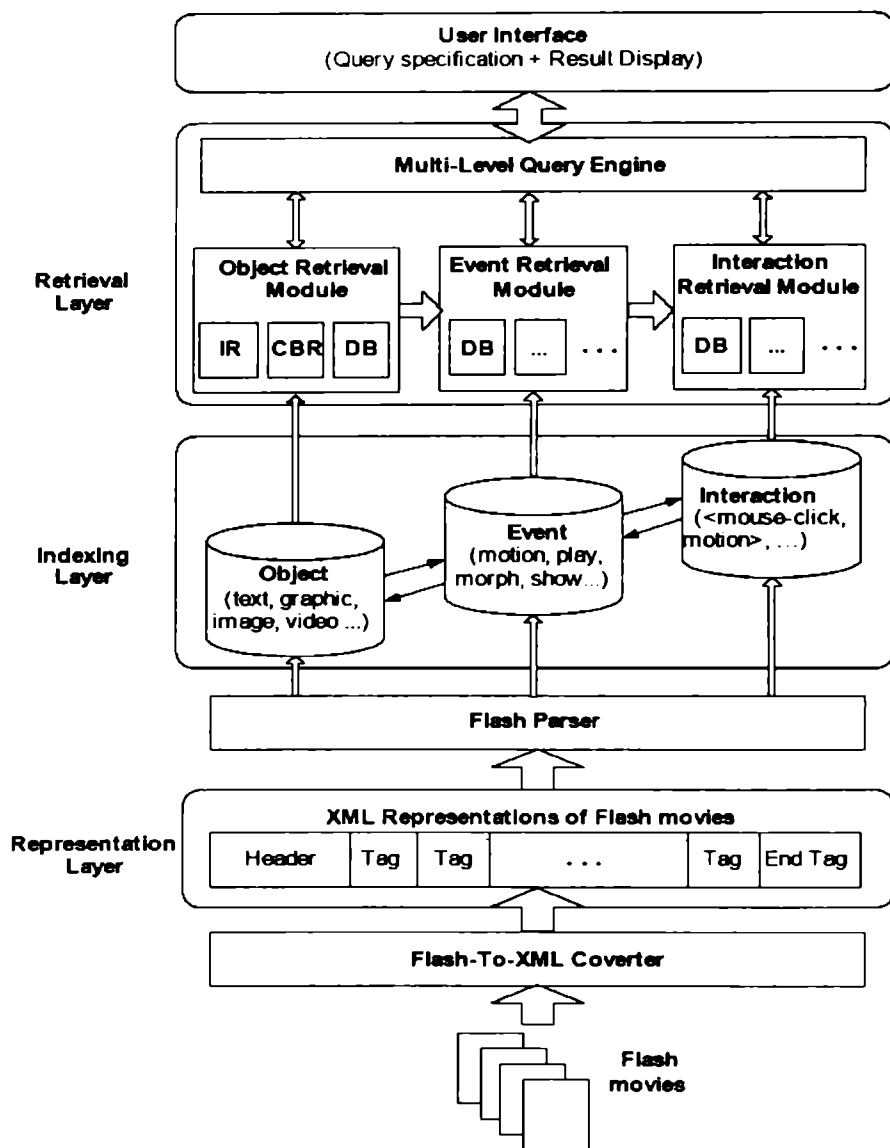 User Interface
(Query specification + Result Display)
Multi-Level Query Engine
Retrieval
Layer
Object Retrieval
Module
IR
CBR
DB
Event Retrieval
Module
DB
...
. . .
Interaction
Retrieval Module
DB
...
. . .
Indexing
Layer
Object
(text, graphic,
image, video ...)
Event
(motion, play,
morph, show...)
Interaction
(<mouse-click,
motion>, ...)
Flash Parser
Representation
Layer
XML Representations of Flash movies
Header
Tag
Tag
. . .
Tag
End Tag
Flash-To-XML Coverter
Flash
movies